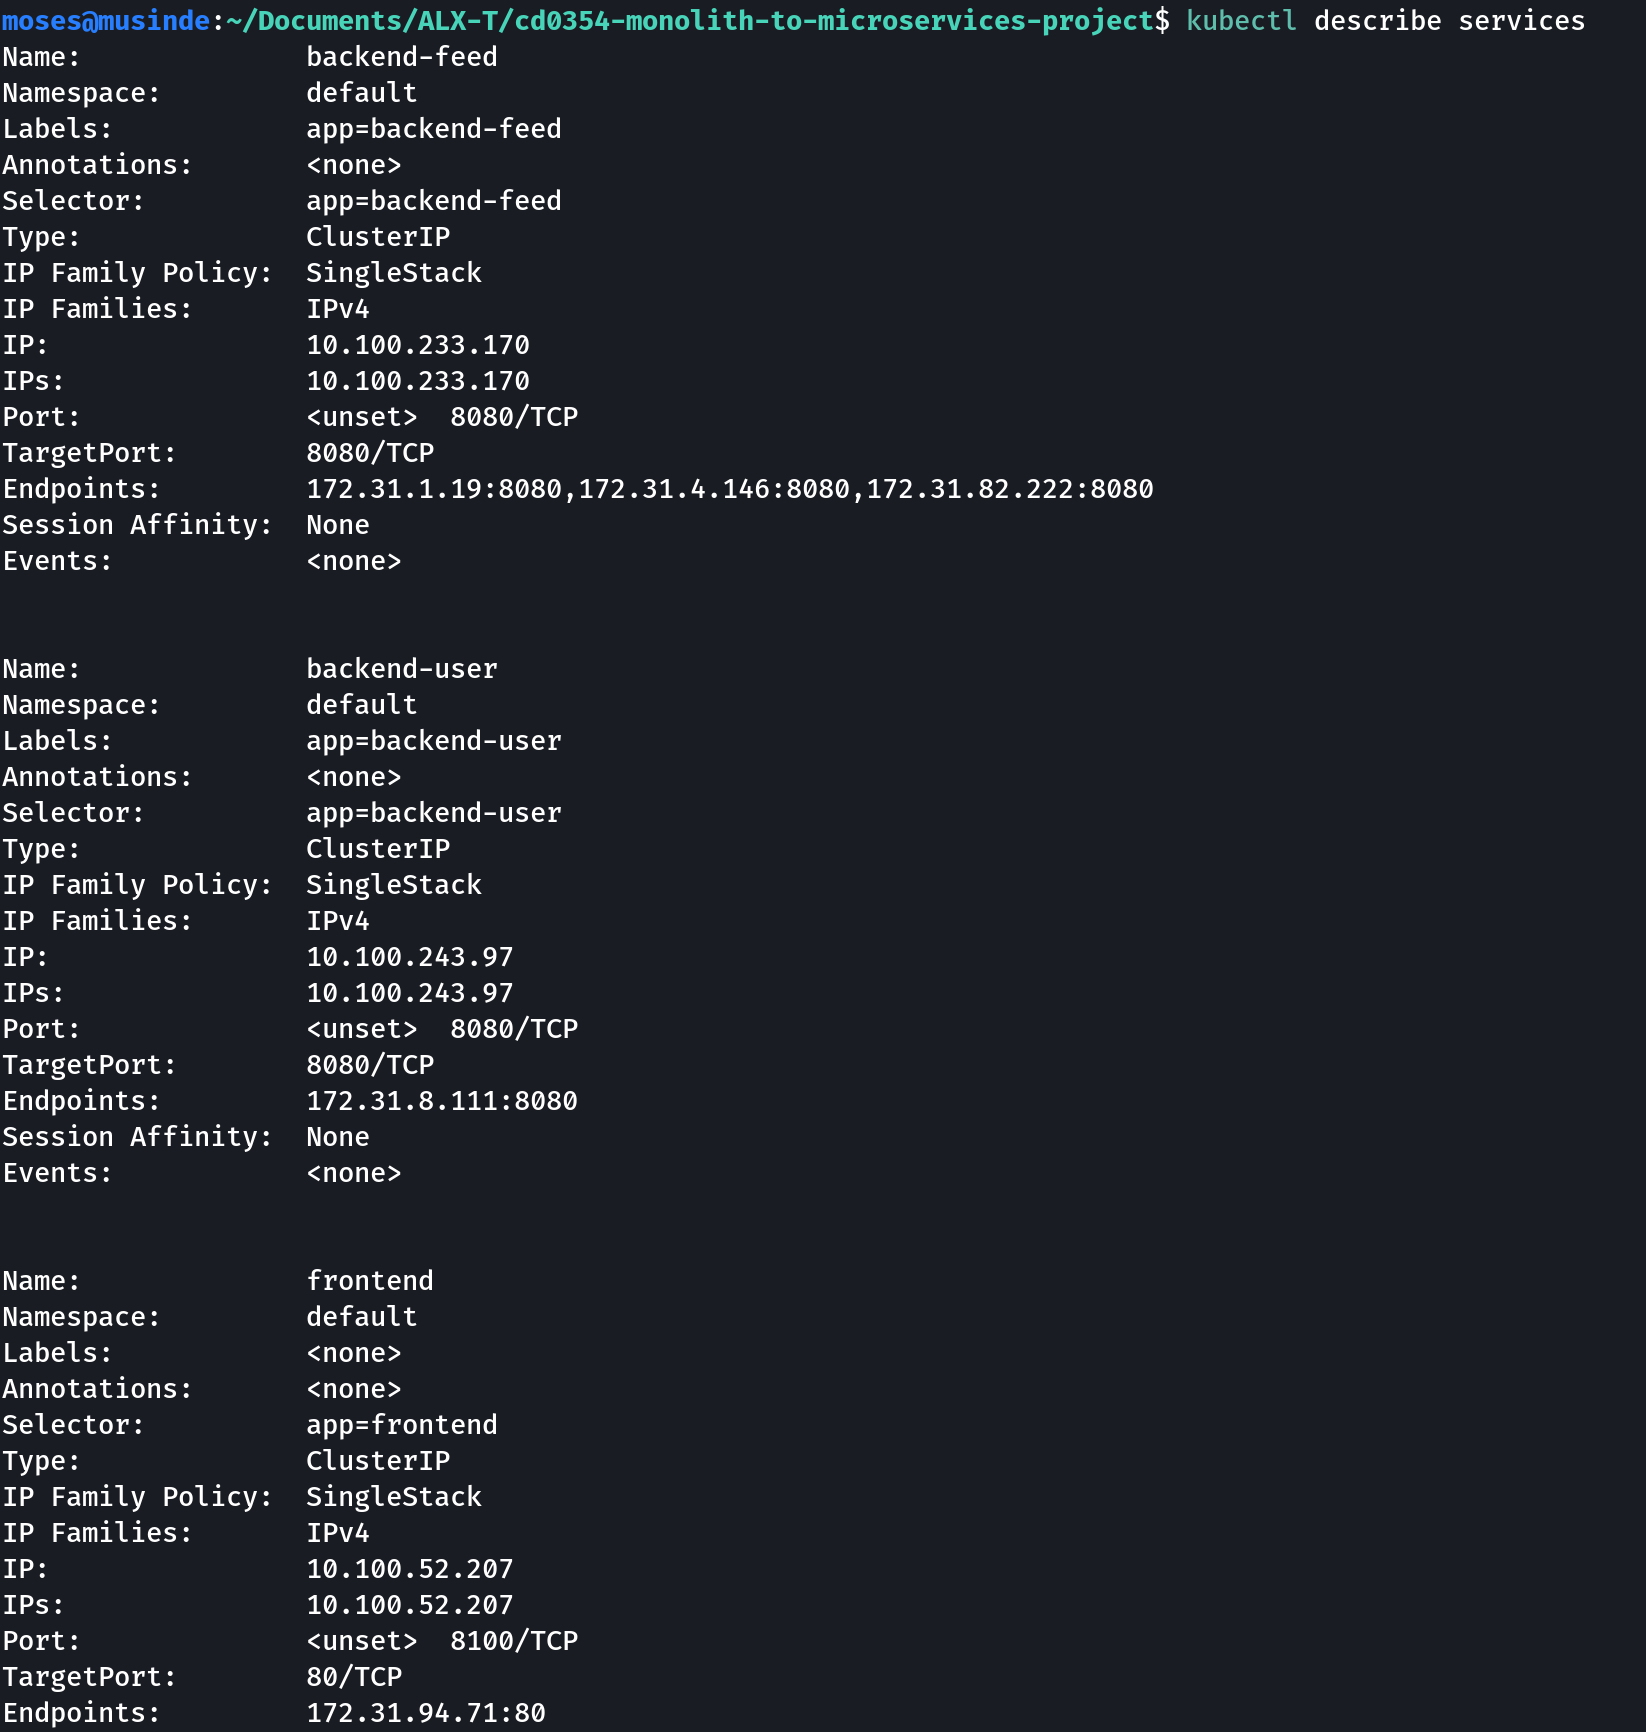 moses@musinde:~/Documents/ALX-T/cd0354-monolith-to-microservices-project$ kubectl describe services
Name:              backend-feed
Namespace:         default
Labels:            app=backend-feed
Annotations:       <none>
Selector:          app=backend-feed
Type:              ClusterIP
IP Family Policy:  SingleStack
IP Families:       IPv4
IP:                10.100.233.170
IPs:               10.100.233.170
Port:              <unset>  8080/TCP
TargetPort:        8080/TCP
Endpoints:         172.31.1.19:8080,172.31.4.146:8080,172.31.82.222:8080
Session Affinity:  None
Events:            <none>
Name:              backend-user
Namespace:         default
Labels:            app=backend-user
Annotations:       <none>
Selector:          app=backend-user
Type:              ClusterIP
IP Family Policy:  SingleStack
IP Families:       IPv4
IP:                10.100.243.97
IPs:               10.100.243.97
Port:              <unset>  8080/TCP
TargetPort:        8080/TCP
Endpoints:         172.31.8.111:8080
Session Affinity:  None
Events:            <none>
Name:              frontend
Namespace:         default
Labels:            <none>
Annotations:       <none>
Selector:          app=frontend
Type:              ClusterIP
IP Family Policy:  SingleStack
IP Families:       IPv4
IP:                10.100.52.207
IPs:               10.100.52.207
Port:              <unset>  8100/TCP
TargetPort:        80/TCP
Endpoints:         172.31.94.71:80